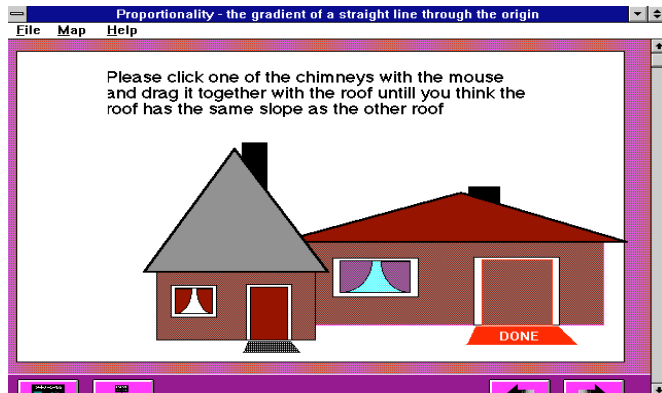 Proportionality - the gradient of a straight line through the origin
File Map Help
Please click one of the chimneys with the mouse
and drag it together with the roof untill you think the
roof has the same slope as the other roof
DONE